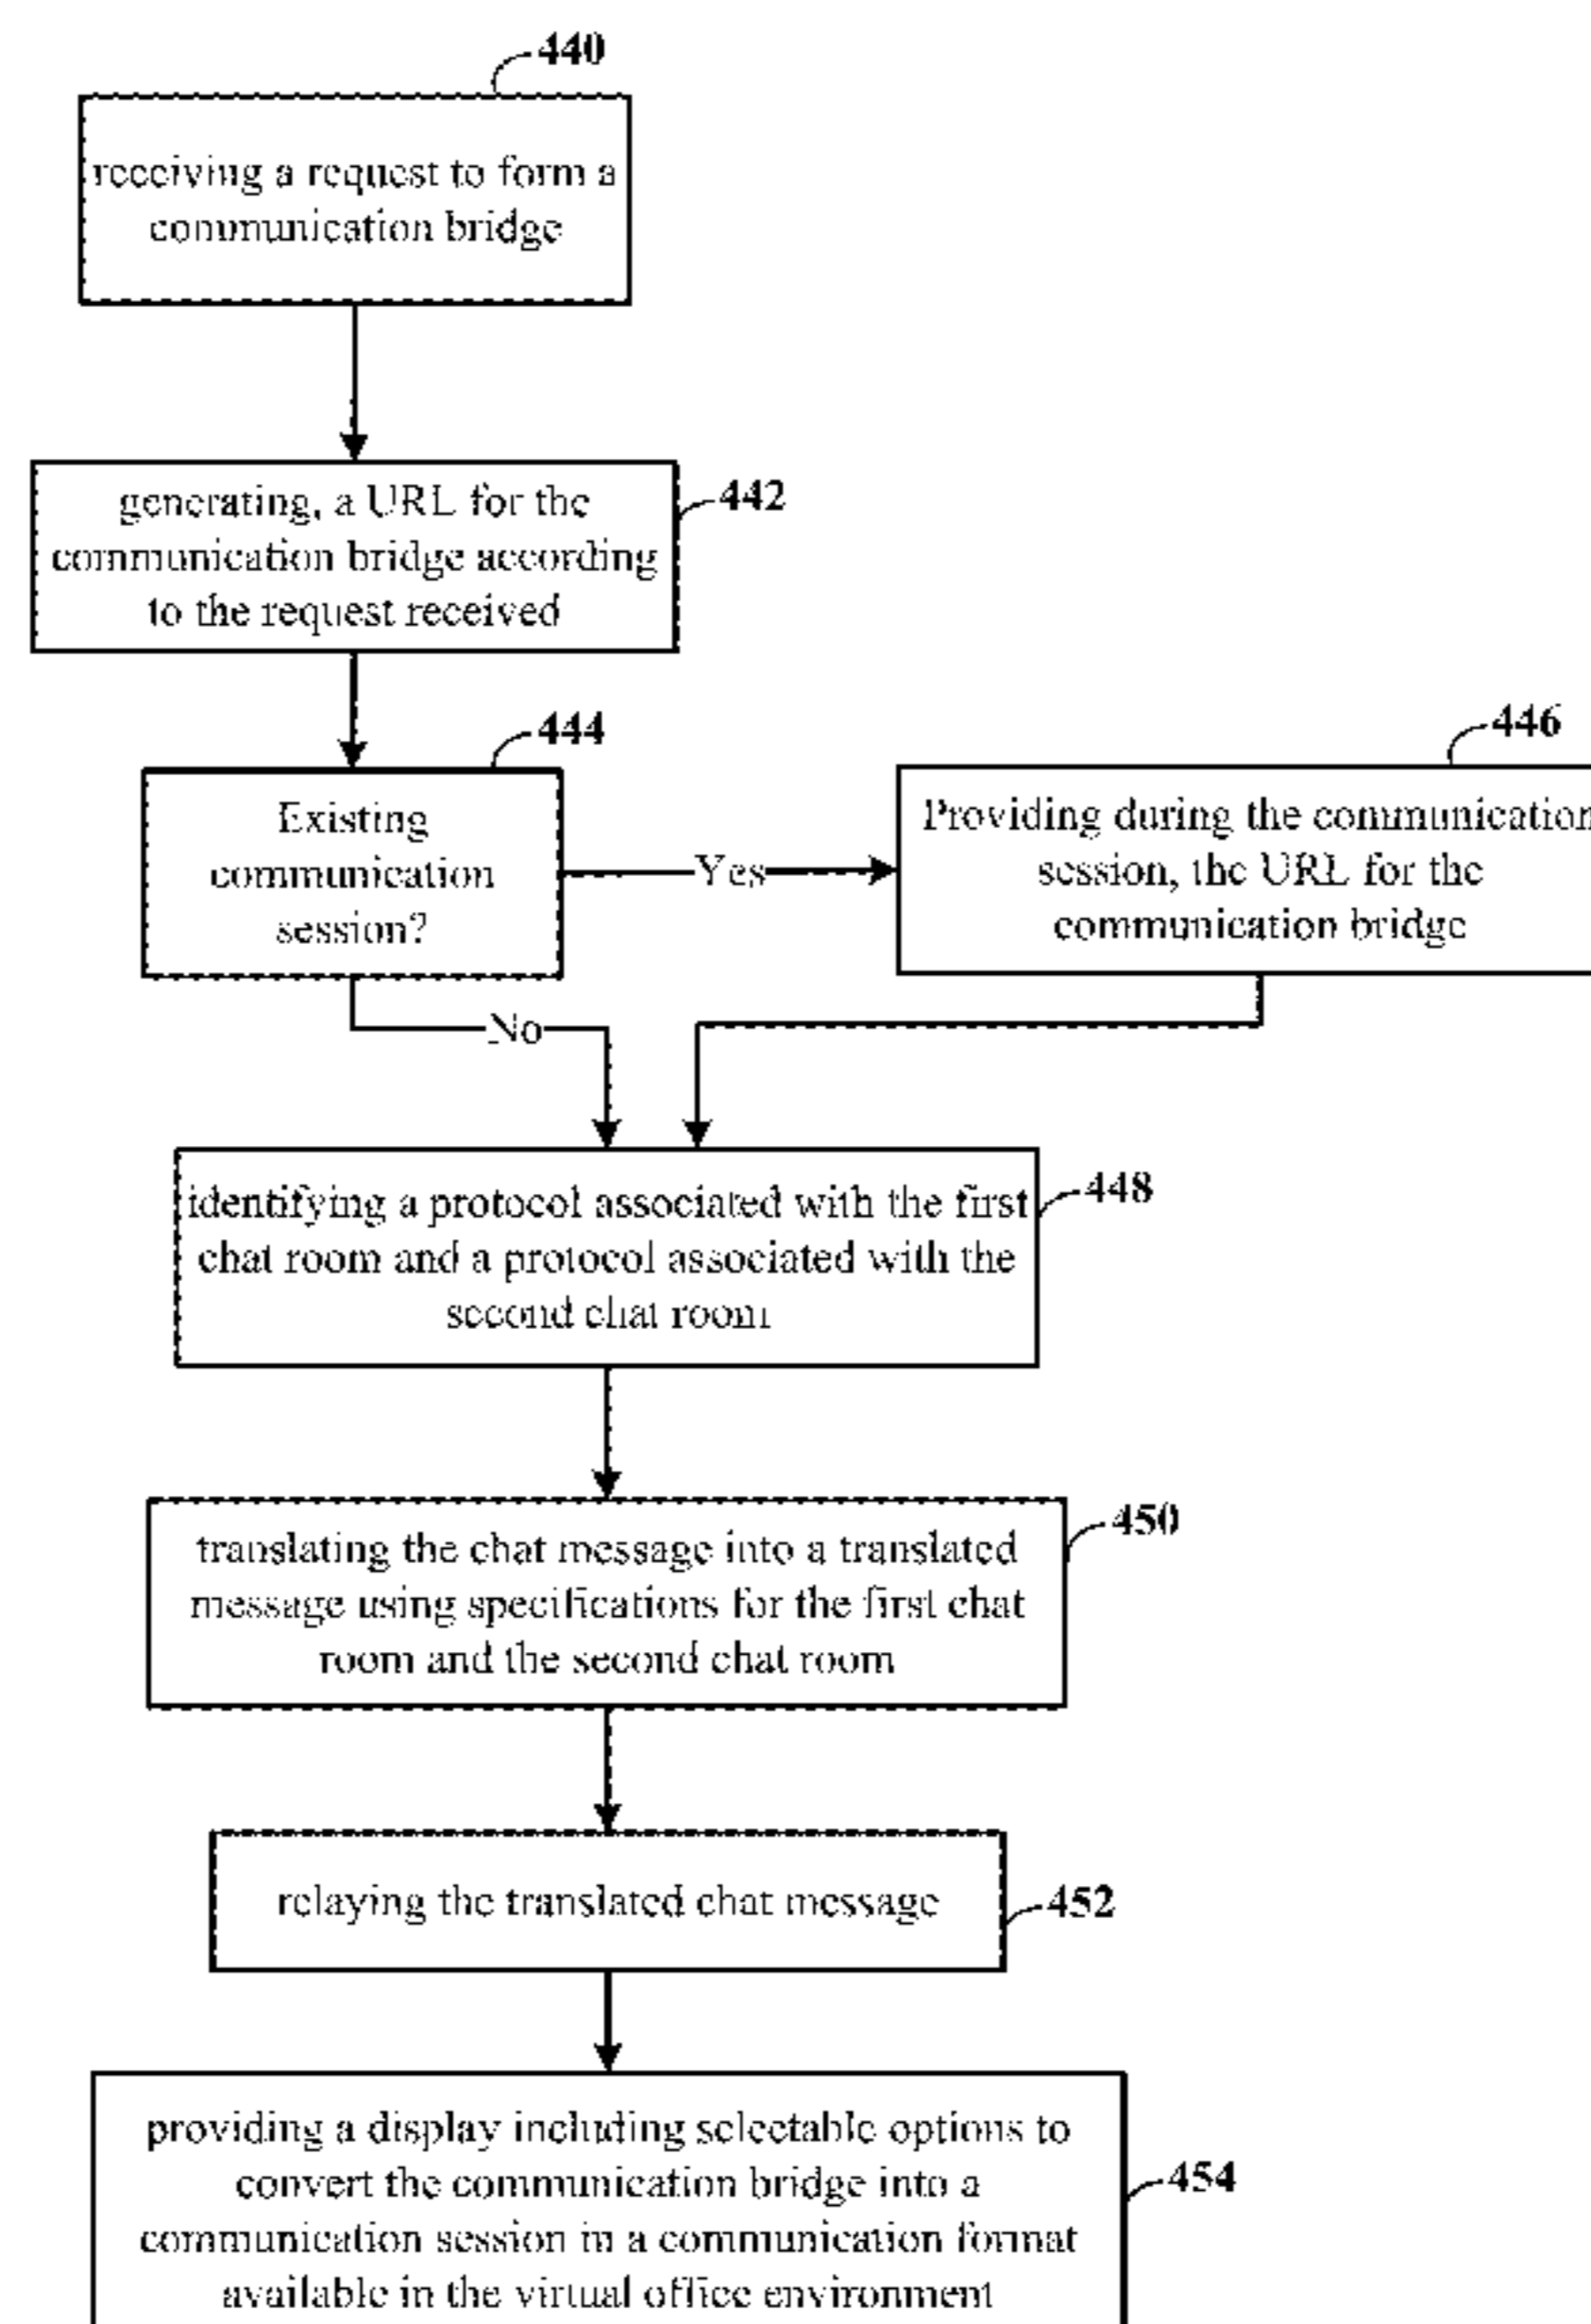 440
receiving a request to form a
communication bridge
generating, a URL for the
communication bridge according
to the request received
442
444
446
Existing
communication
session?
Yes
Providing during the communication
session, the URL for the
communication bridge
No
identifying a protocol associated with the first
chat room and a protocol associated with the
second chat room
448
translating the chat message into a translated
message using specifications for the first chat
room and the second chat room
450
relaying the translated chat message
452
providing a display including selectable options to
convert the communication bridge into a
communication session in a communication format
available in the virtual office environment
454